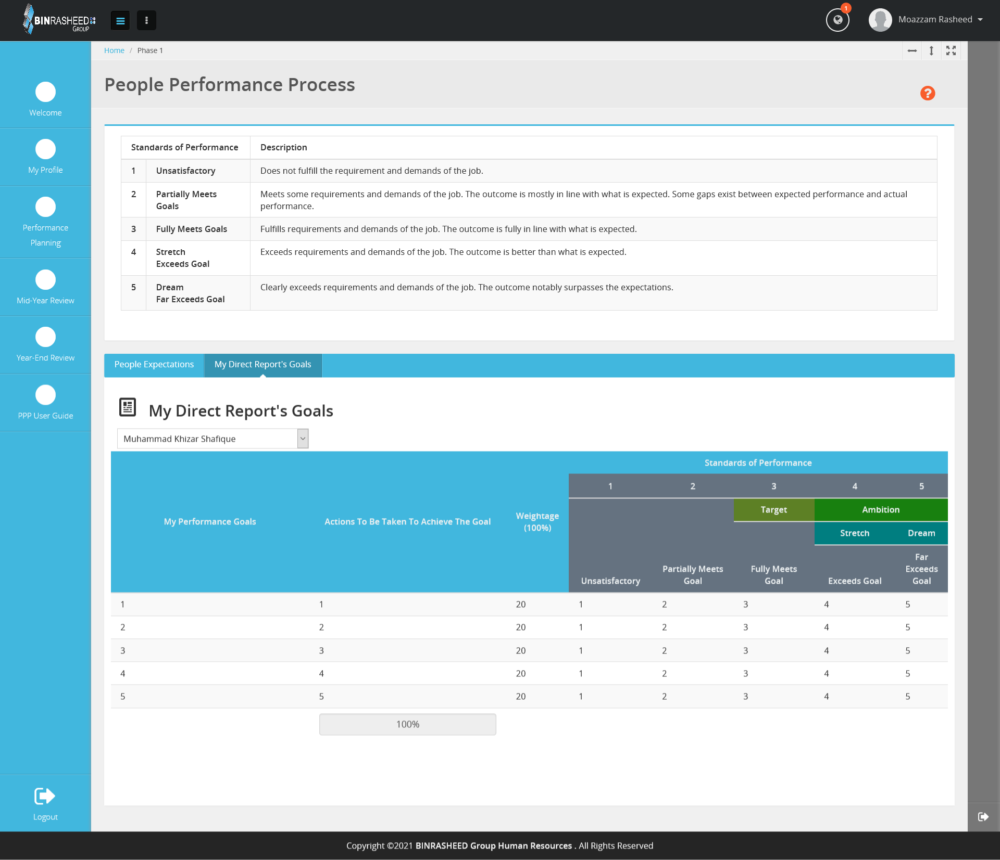 BINRASHEED
GROUP
1
Moazzam Rasheed
Home / Phase 1
People Performance Process
?
Welcome
My Profile
Performance
Planning
Mid-Year Review
Year-End Review
PPP User Guide
Logout
Standards of Performance Description
1 Unsatisfactory Does not fulfill the requirement and demands of the job.
2 Partially Meets Meets some requirements and demands of the job. The outcome is mostly in line with what is expected. Some gaps exist between expected performance and actual
Goals performance.
3 Fully Meets Goals Fulfills requirements and demands of the job. The outcome is fully in line with what is expected.
4 Stretch Exceeds requirements and demands of the job. The outcome is better than what is expected.
Exceeds Goal
5 Dream Clearly exceeds requirements and demands of the job. The outcome notably surpasses the expectations.
Far Exceeds Goal
People Expectations My Direct Report's Goals
My Direct Report's Goals
Muhammad Khizar Shafique
Standards of Performance
1 2 3 4 5
Target Ambition
My Performance Goals Actions To Be Taken To Achieve The Goal Weightage
(100%)
Stretch Dream
Unsatisfactory
Partially Meets
Goal
Fully Meets
Goal
Exceeds Goal
Far
Exceeds
Goal
1 1 20 1 2 3 4 5
2 2 20 1 2 3 4 5
3 3 20 1 2 3 4 5
4 4 20 1 2 3 4 5
5 5 20 1 2 3 4 5
100%
Copyright ©2021 BINRASHEED Group Human Resources . All Rights Reserved